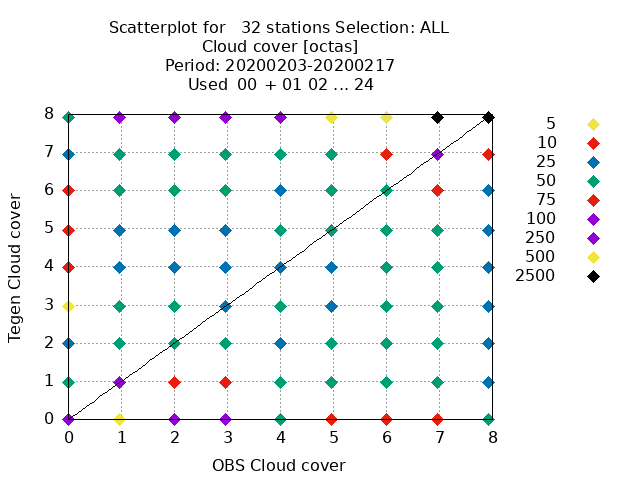 Scatterplot for   32 stations Selection: ALL
Cloud cover [octas]
Period: 20200203-20200217
Used  00 + 01 02 ... 24
8
7
6
5
4
3
2
1
0
0 1 2 3 4 5 6 7 8
Tegen Cloud cover
OBS Cloud cover
5
10
25
50
75
100
250
500
2500